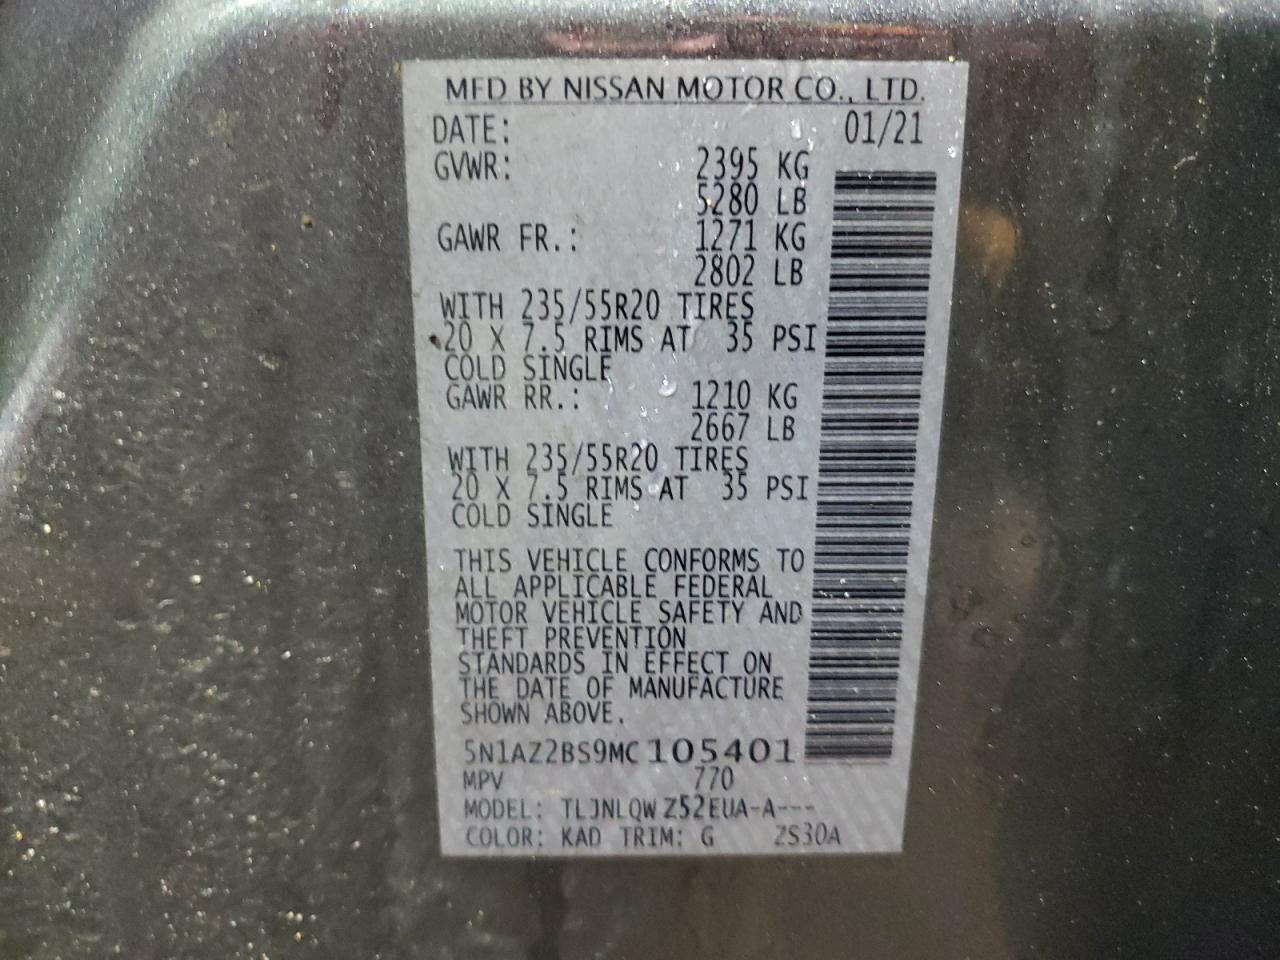 MFD BY NISSAN MOTOR CO., LTD.
DATE: 01/21
GVWR: 2395 KG
5280 LB
GAWR FR.: 1271 KG
2802 LB
WITH 235/55R20 TIRES
20 X 7.5 RIMS AT 35 PSI
COLD SINGLE
GAWR RR.: 1210 KG
2667 LB
WITH 235/55R20 TIRES
20 X 7.5 RIMS AT 35 PSI
COLD SINGLE
THIS VEHICLE CONFORMS TO
ALL APPLICABLE FEDERAL
MOTOR VEHICLE SAFETY AND
THEFT PREVENTION
STANDARDS IN EFFECT ON
THE DATE OF MANUFACTURE
SHOWN ABOVE.
5N1AZ2BS9MC105401
MPV 770
MODEL: TLJNLQWZ52EUA-A---
COLOR: KAD TRIM: G ZS30A